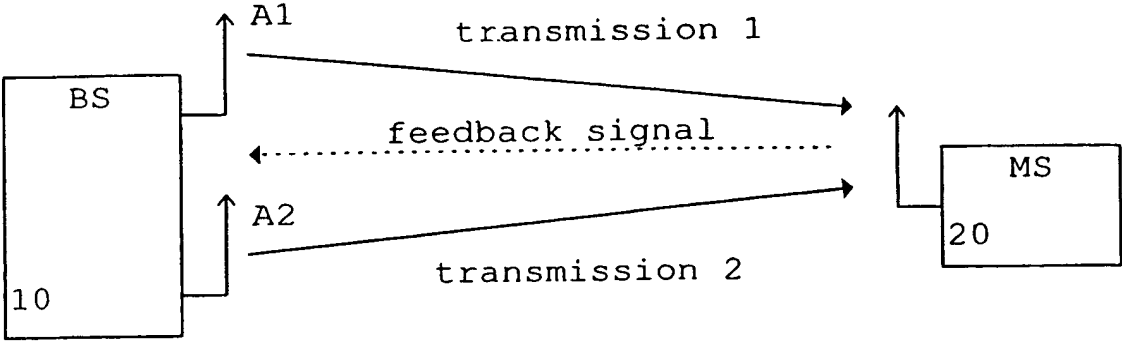 A1
transmission 1
BS
feedback signal
MS
A2
20
transmission 2
10